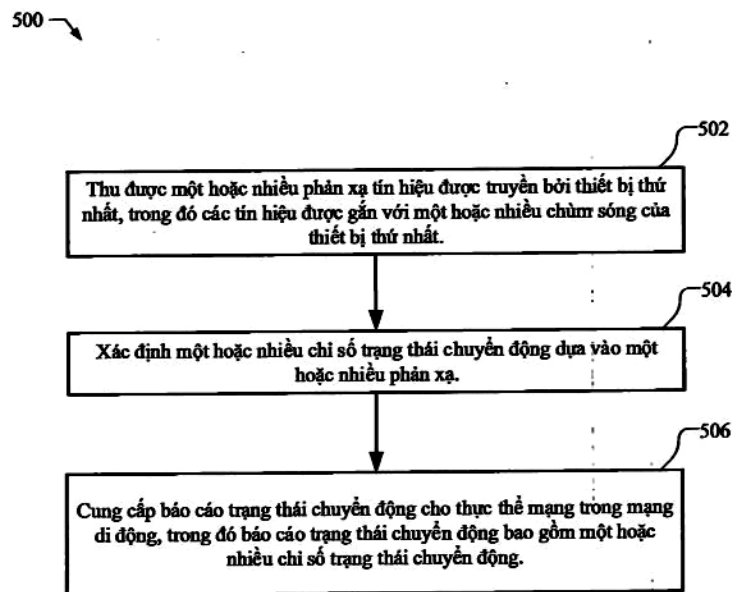 500
502
Thu được một hoặc nhiều phản xạ tín hiệu được truyền bởi thiết bị thứ
nhất, trong đó các tín hiệu được gắn với một hoặc nhiều chùm sóng của
thiết bị thứ nhất.
504
Xác định một hoặc nhiều chỉ số trạng thái chuyển động dựa vào một
hoặc nhiều phản xạ.
506
Cung cấp báo cáo trạng thái chuyển động cho thực thể mạng trong mạng
di động, trong đó báo cáo trạng thái chuyển động bao gồm một hoặc
nhiều chỉ số trạng thái chuyển động.